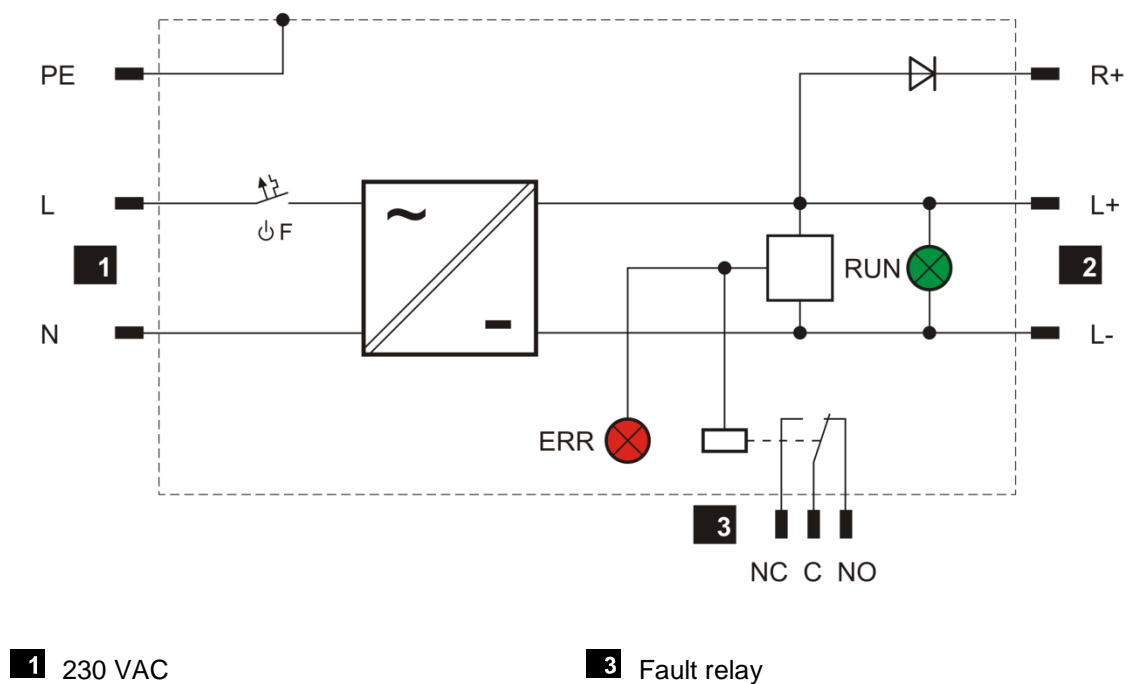 PE
R+
L
F
L+
1
RUN
2
N
L-
ERR
3
NC C NO
1 230 VAC
3 Fault relay